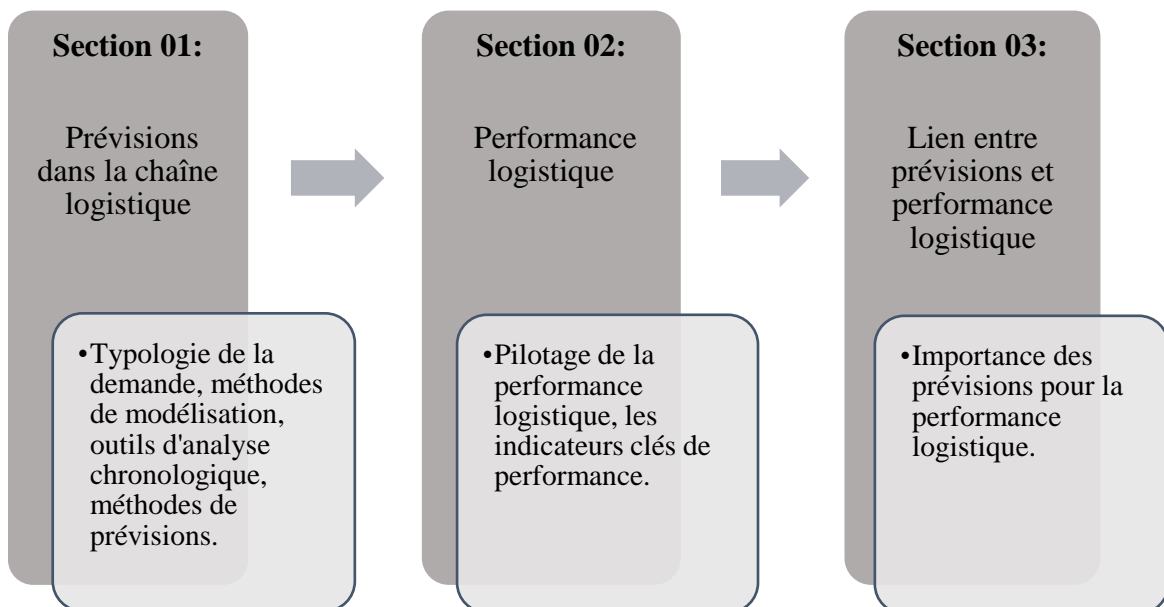 Section 01:
Prévisions
dans la chaîne
logistique
•Typologie de la
demande, méthodes
de modélisation,
outils d'analyse
chronologique,
méthodes de
prévisions.
Section 02:
Performance
logistique
•Pilotage de la
performance
logistique, les
indicateurs clés de
performance.
Section 03:
Lien entre
prévisions et
performance
logistique
•Importance des
prévisions pour la
performance
logistique.